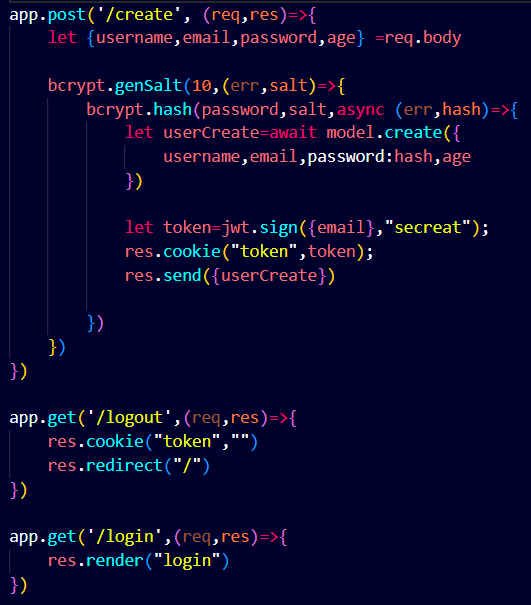 app.post('/create', (req,res)=>{
    let {username,email,password,age} =req.body
    bcrypt.genSalt(10,(err,salt)=>{
        bcrypt.hash(password,salt,async (err,hash)=>{
            let userCreate=await model.create({
                username,email,password:hash,age
            })
            let token=jwt.sign({email},"secreat");
            res.cookie("token",token);
            res.send({userCreate})
        })
    })
})
app.get('/logout',(req,res)=>{
    res.cookie("token","")
    res.redirect("/")
})
app.get('/login',(req,res)=>{
    res.render("login")
})